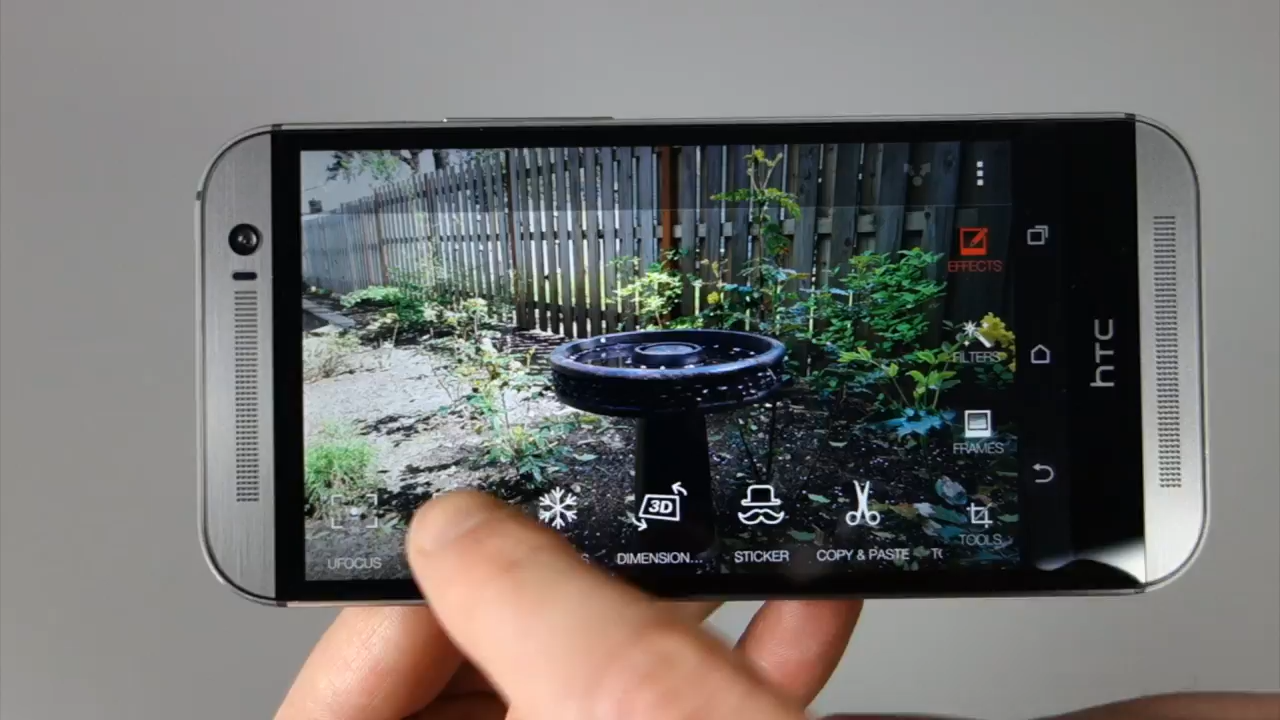 EFFECTS
FILTERS
FRAMES
TOOLS
UFOCUS
3D
DIMENSION...
STICKER
COPY & PASTE
hTC